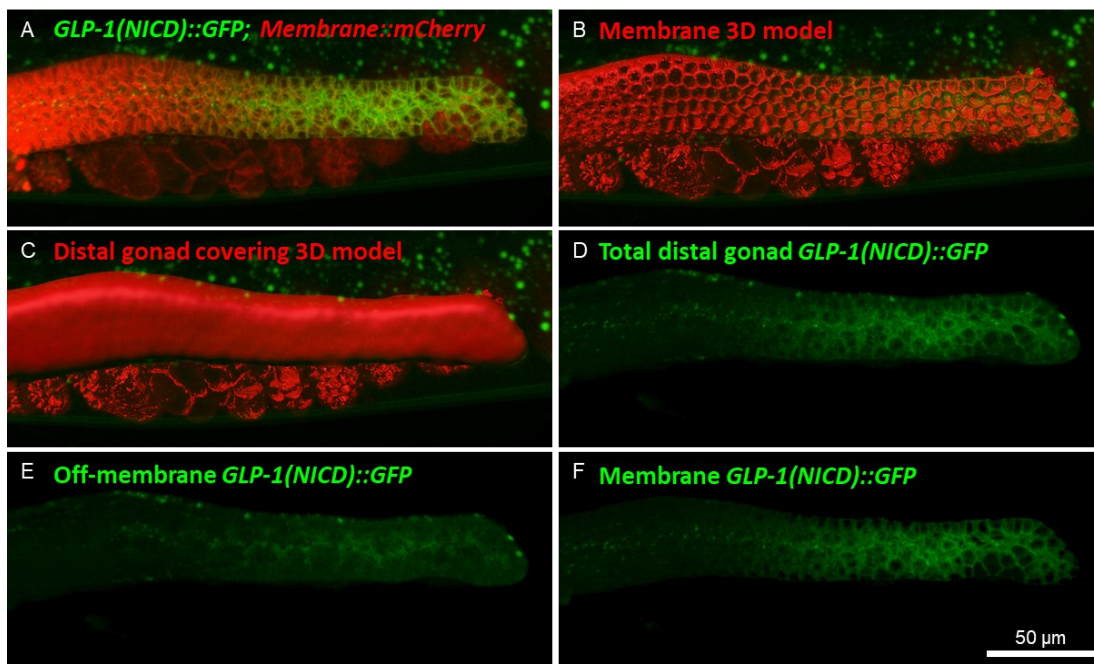 A GLP-1(NICD)::GFP; Membrane::mCherry
B Membrane 3D model
C Distal gonad covering 3D model
D Total distal gonad GLP-1(NICD)::GFP
E Off-membrane GLP-1(NICD)::GFP
F Membrane GLP-1(NICD)::GFP
50 µm